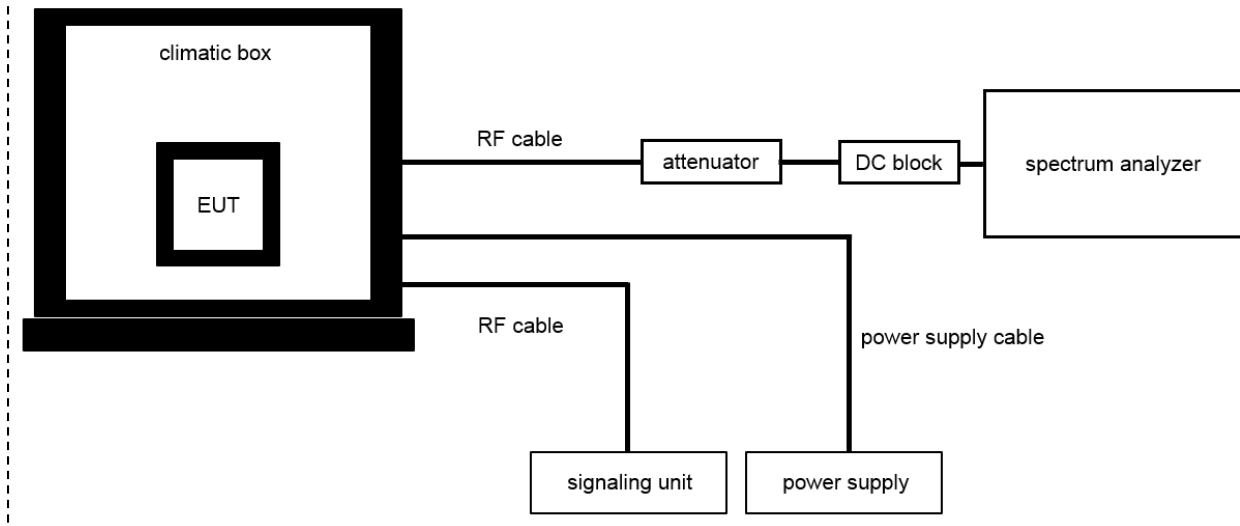 climatic box
EUT
RF cable
attenuator
DC block
spectrum analyzer
RF cable
power supply cable
signaling unit
power supply